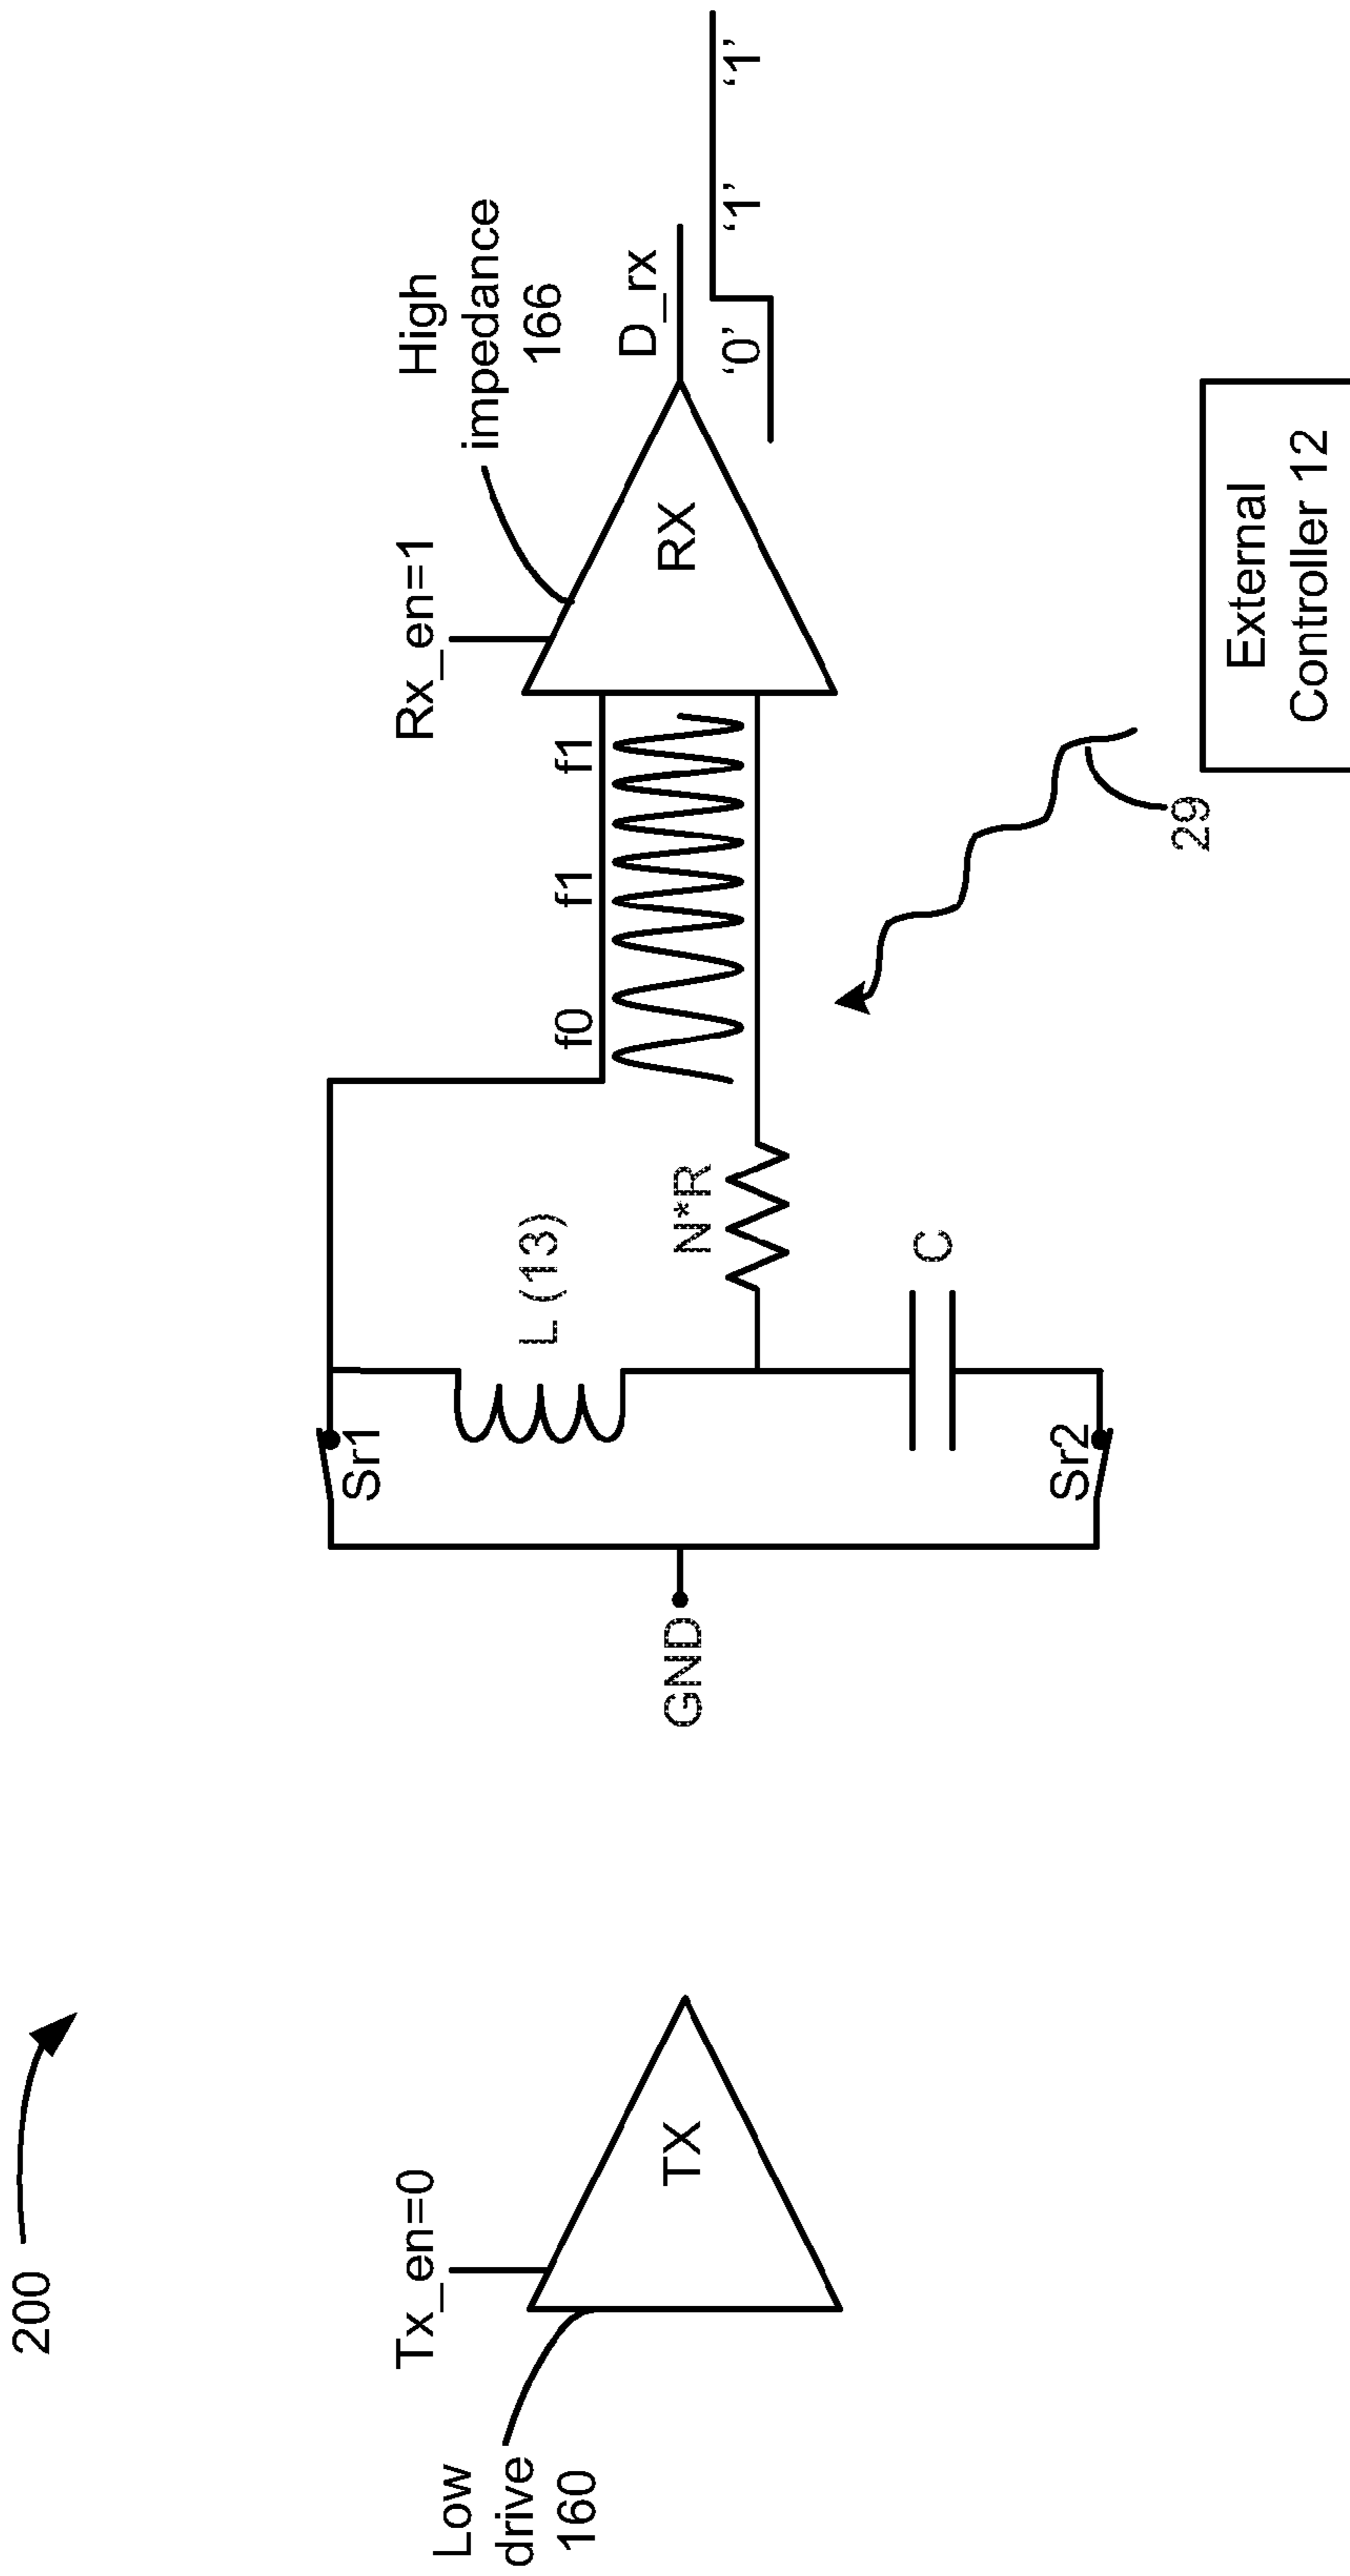 200
Low
drive
160
Tx_en=0
TX
GND
Sr1
Sr2
L (13)
C
N*R
f0
f1
f1
Rx_en=1
High
impedance
166
RX
D_rx
‘0’
‘1’
‘1’
29
External
Controller 12